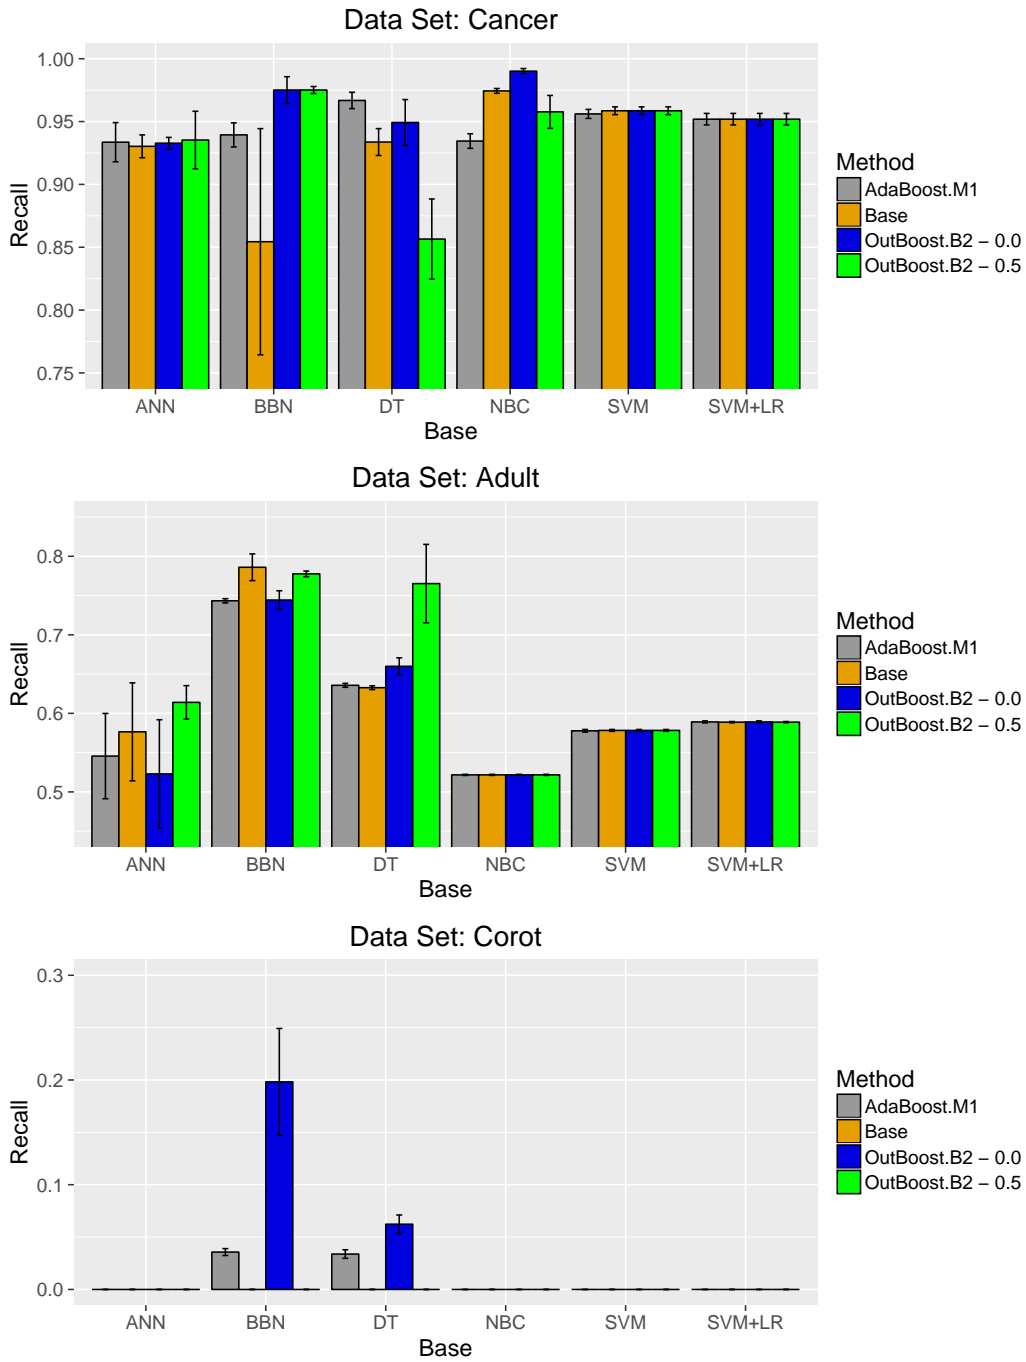 Data Set: Cancer
1.00
0.95
0.90
0.85
0.80
0.75
Recall
ANN BBN DT NBC SVM SVM+LR
Base
Method
AdaBoost.M1
Base
OutBoost.B2 − 0.0
OutBoost.B2 − 0.5
Data Set: Adult
0.8
0.7
0.6
0.5
Recall
ANN BBN DT NBC SVM SVM+LR
Base
Method
AdaBoost.M1
Base
OutBoost.B2 − 0.0
OutBoost.B2 − 0.5
Data Set: Corot
0.3
0.2
0.1
0.0
Recall
ANN BBN DT NBC SVM SVM+LR
Base
Method
AdaBoost.M1
Base
OutBoost.B2 − 0.0
OutBoost.B2 − 0.5